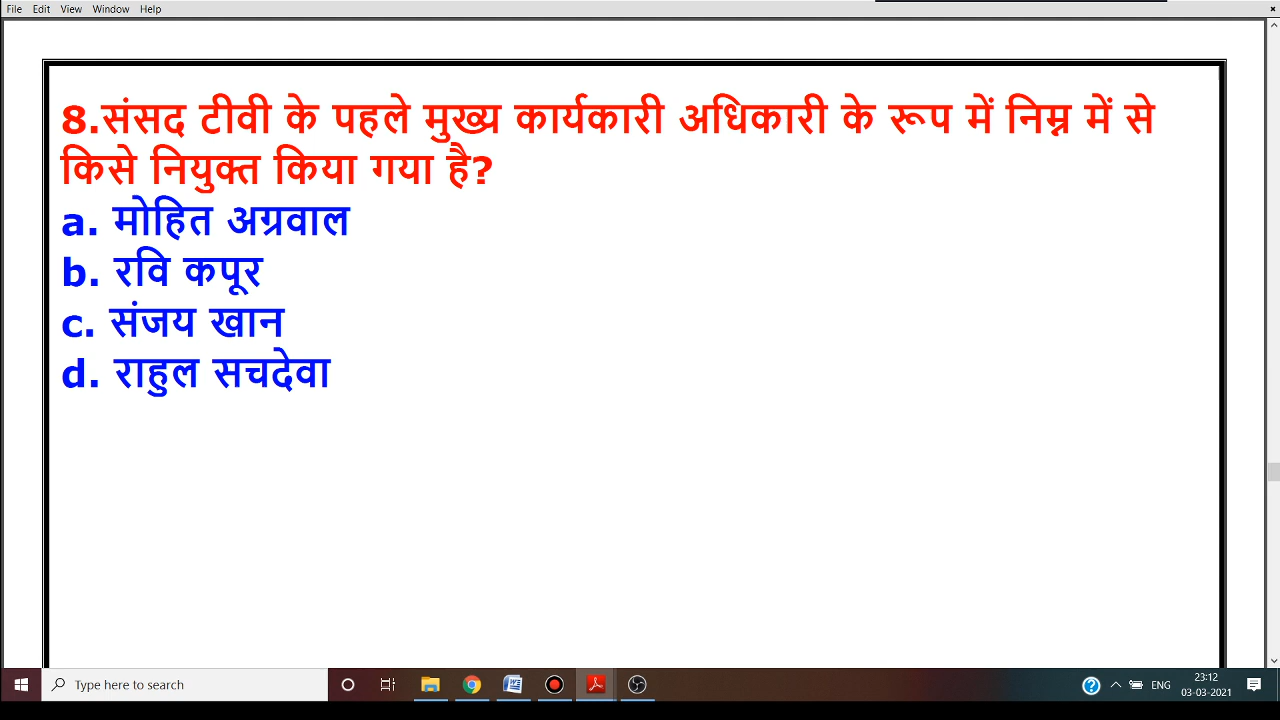 File Edit View Window Help
8.संसद टीवी के पहले मुख्य कार्यकारी अधिकारी के रूप में निम्न में से
किसे नियुक्त किया गया है?
a. मोहित अग्रवाल
b. रवि कपूर
c. संजय खान
d. राहुल सचदेवा
Type here to search
ENG
23:12
03-03-2021